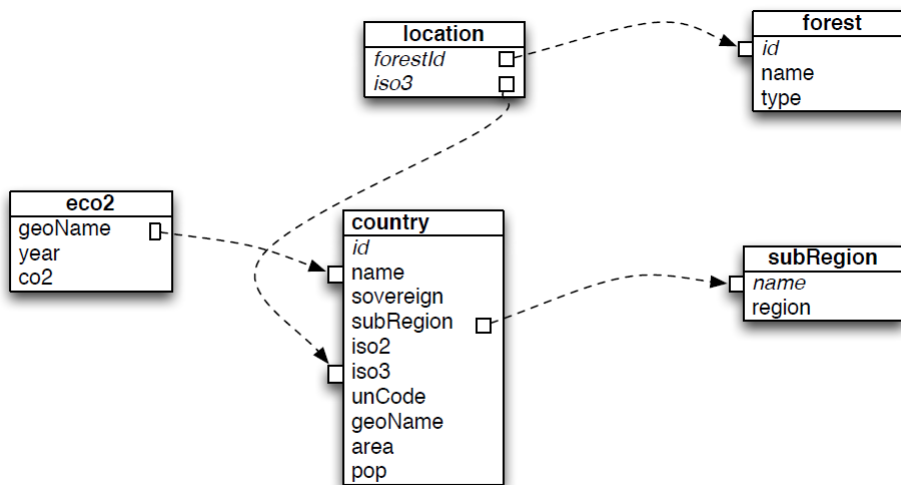 location
forestId
iso3
forest
id
name
type
eco2
geoName
year
co2
country
id
name
sovereign
subRegion
iso2
iso3
unCode
geoName
area
pop
subRegion
name
region